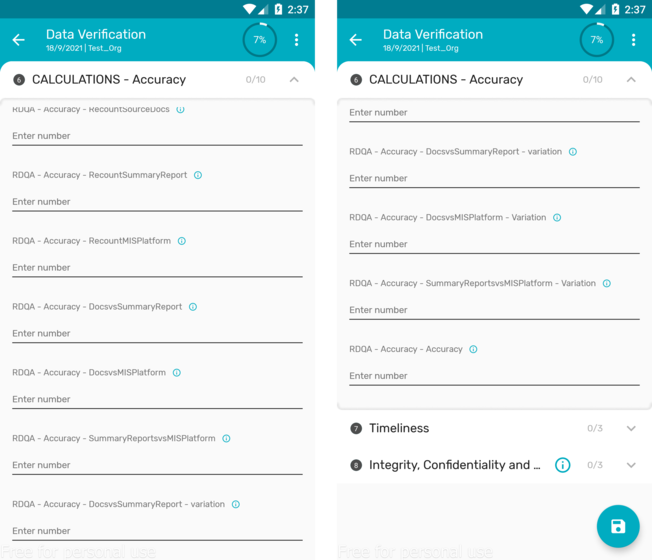 2:37
Data Verification
18/9/2021 | Test_Org
7%
6 CALCULATIONS - Accuracy 0/10
RDQA - Accuracy - RecountSourceDocs
Enter number
RDQA - Accuracy - RecountSummaryReport
Enter number
RDQA - Accuracy - RecountMISPlatform
Enter number
RDQA - Accuracy - DocsvsSummaryReport
Enter number
RDQA - Accuracy - DocsvsMISPlatform
Enter number
RDQA - Accuracy - SummaryReportsvsMISPlatform
Enter number
RDQA - Accuracy - DocsvsSummaryReport - variation
Enter number
Free for personal use
2:37
Data Verification
18/9/2021 | Test_Org
7%
6 CALCULATIONS - Accuracy 0/10
Enter number
RDQA - Accuracy - DocsvsSummaryReport - variation
Enter number
RDQA - Accuracy - DocsvsMISPlatform - Variation
Enter number
RDQA - Accuracy - SummaryReportsvsMISPlatform - Variation
Enter number
RDQA - Accuracy - Accuracy
Enter number
7 Timeliness 0/3
8 Integrity, Confidentiality and ... 0/3
Free for personal use